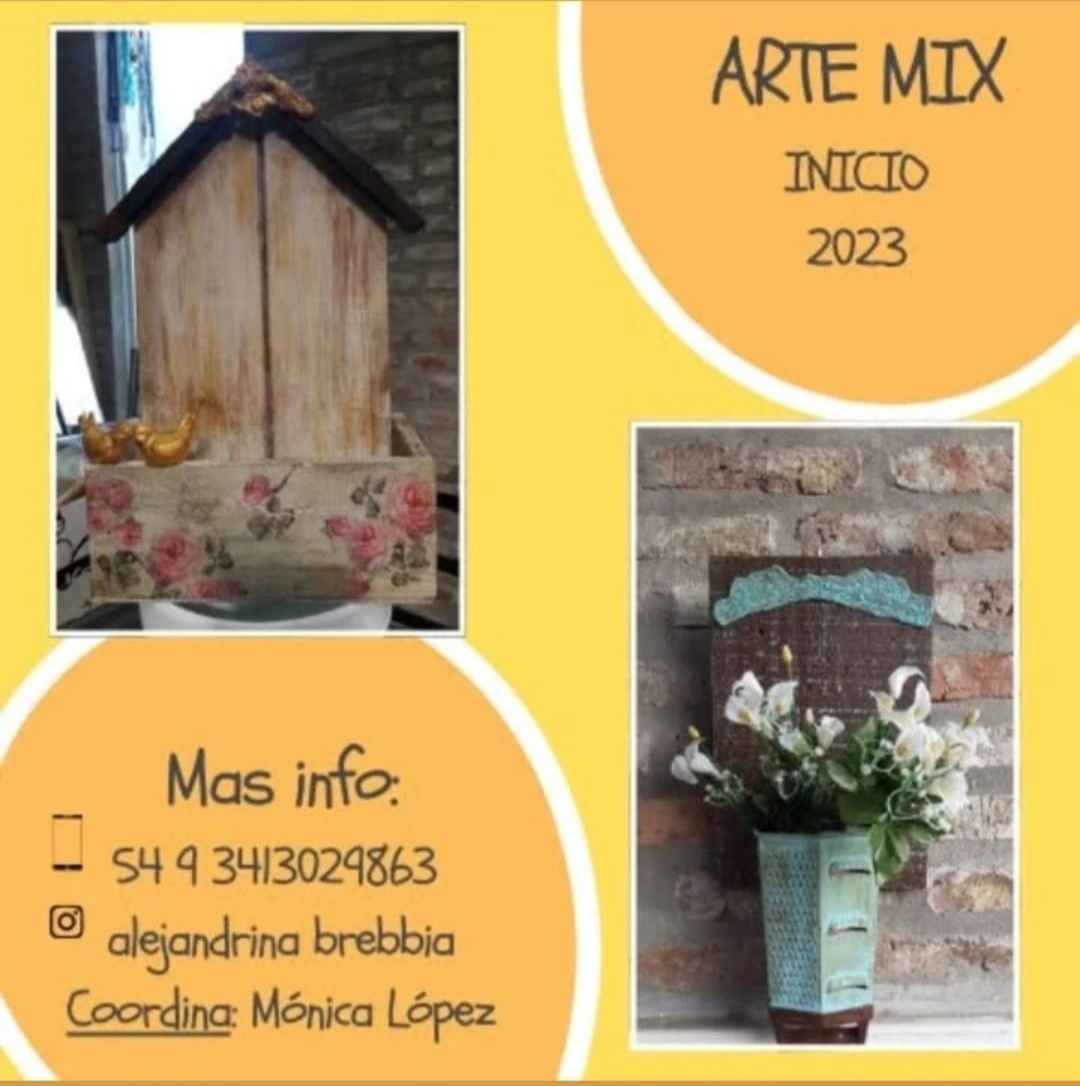 ARTE MIX
INICIO
2023
Mas info:
54 9 3413029863
alejandrina brebbia
Coordina: Mónica López